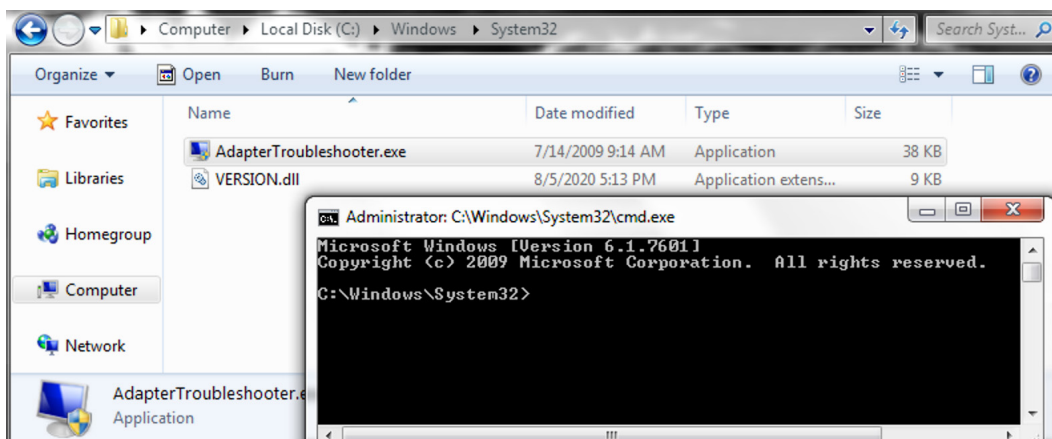 Computer ▸ Local Disk (C:) ▸ Windows ▸ System32
Search Syst...
Organize Open Burn New folder
Name Date modified Type Size
Favorites
AdapterTroubleshooter.exe 7/14/2009 9:14 AM Application 38 KB
Libraries
VERSION.dll 8/5/2020 5:13 PM Application extens... 9 KB
Homegroup
Computer
Network
AdapterTroubleshooter.e
Application
C:\.
Administrator: C:\Windows\System32\cmd.exe
Microsoft Windows [Version 6.1.7601]
Copyright (c) 2009 Microsoft Corporation. All rights reserved.
C:\Windows\System32>